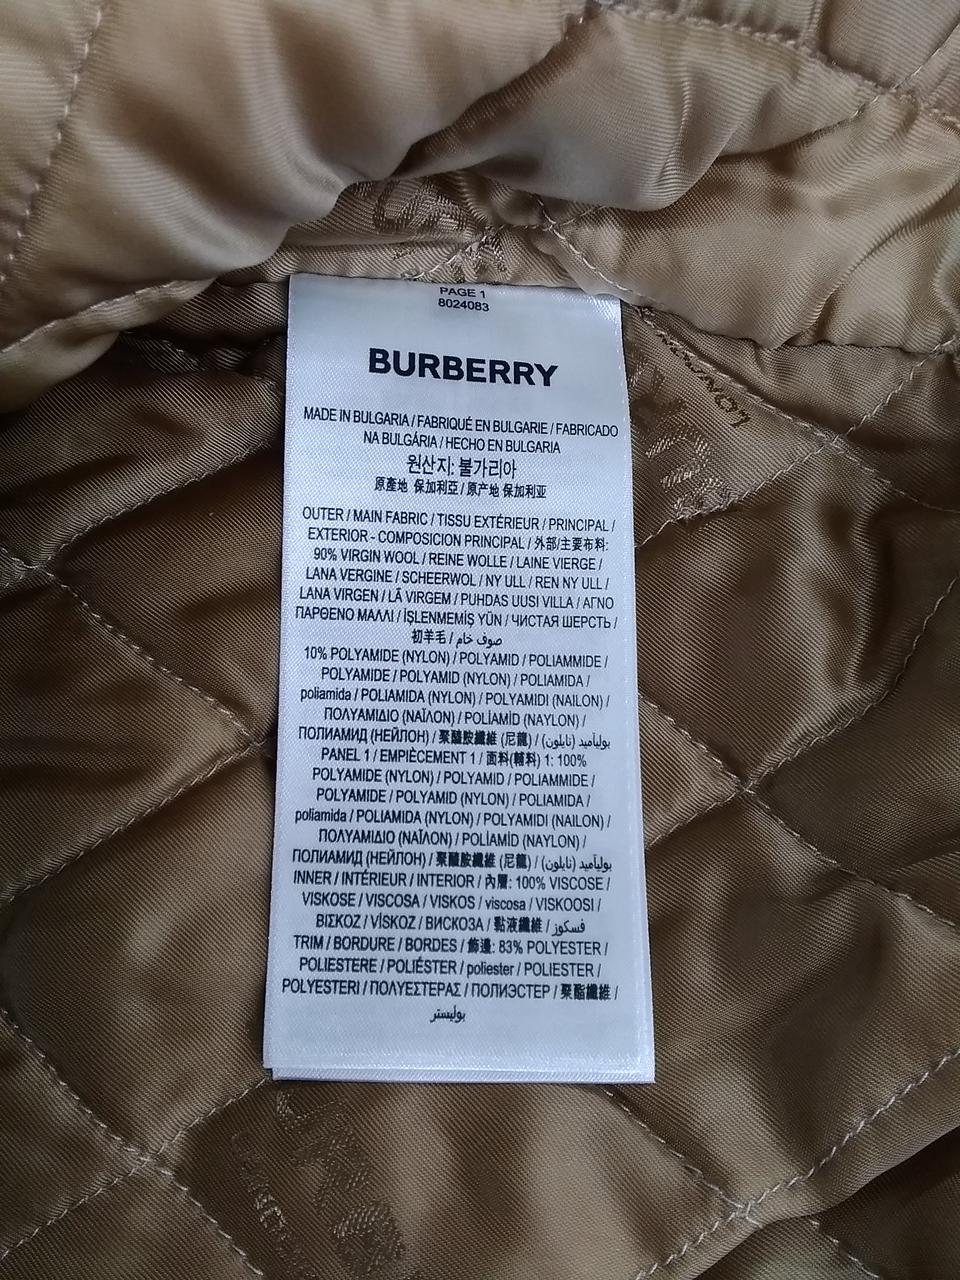 PAGE 1
8024083
BURBERRY
MADE IN BULGARIA / FABRIQUÉ EN BULGARIE / FABRICADO
NA BULGÁRIA / HECHO EN BULGARIA
원산지: 불가리아
原產地 保加利亞 / 原产地 保加利亚
OUTER / MAIN FABRIC / TISSU EXTÉRIEUR / PRINCIPAL /
EXTERIOR - COMPOSICION PRINCIPAL / 外部/主要布料:
90% VIRGIN WOOL / REINE WOLLE / LAINE VIERGE /
LANA VERGINE / SCHEERWOL / NY ULL / REN NY ULL /
LANA VIRGEN / LÃ VIRGEM / PUHDAS UUSI VILLA / ΑΓΝΟ
ΠΑΡΘΕΝΟ ΜΑΛΛΙ / İŞLENMEMİŞ YÜN / ЧИСТАЯ ШЕРСТЬ /
初羊毛 / صوف خام
10% POLYAMIDE (NYLON) / POLYAMID / POLIAMMIDE /
POLYAMIDE / POLYAMID (NYLON) / POLIAMIDA /
poliamida / POLIAMIDA (NYLON) / POLYAMIDI (NAILON) /
ΠΟΛΥΑΜΙΔΙΟ (ΝΑΪΛΟΝ) / POLİAMİD (NAYLON) /
ПОЛИАМИД (НЕЙЛОН) / 聚醯胺纖維 (尼龍) / بولياميد (نايلون)
PANEL 1 / EMPIÈCEMENT 1 / 面料(輔料) 1: 100%
POLYAMIDE (NYLON) / POLYAMID / POLIAMMIDE /
POLYAMIDE / POLYAMID (NYLON) / POLIAMIDA /
poliamida / POLIAMIDA (NYLON) / POLYAMIDI (NAILON) /
ΠΟΛΥΑΜΙΔΙΟ (ΝΑΪΛΟΝ) / POLİAMİD (NAYLON) /
ПОЛИАМИД (НЕЙЛОН) / 聚醯胺纖維 (尼龍) / بولياميد (نايلون)
INNER / INTÉRIEUR / INTERIOR / 內層: 100% VISCOSE /
VISKOSE / VISCOSA / VISKOS / viscosa / VISKOOSI /
ΒΙΣΚΟΖ / VİSKOZ / ВИСКОЗА / 黏液纖維 / فسكوز
TRIM / BORDURE / BORDES / 飾邊: 83% POLYESTER /
POLIESTERE / POLIÉSTER / poliester / POLIESTER /
POLYESTERI / ΠΟΛΥΕΣΤΕΡΑΣ / ПОЛИЭСТЕР / 聚酯纖維 /
بوليستر
LONDON